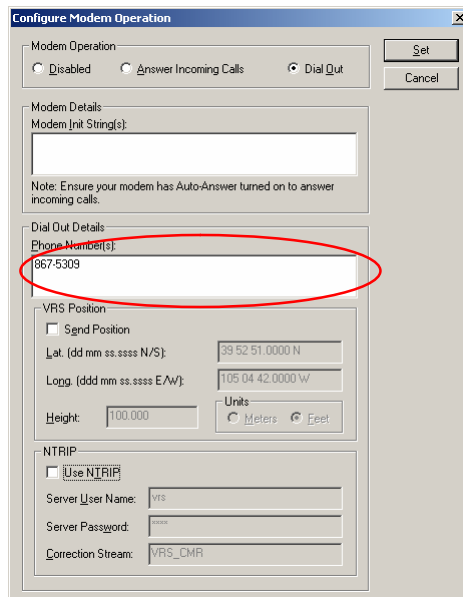 Configure Modem Operation
Modem Operation
Disabled
Answer Incoming Calls
Dial Out
Set
Cancel
Modem Details
Modem Init String(s):
Note: Ensure your modem has Auto-Answer turned on to answer
incoming calls.
Dial Out Details
Phone Number(s):
867-5309
VRS Position
Send Position
Lat. (dd mm ss.ssss N/S):
39 52 51.0000 N
Long. (ddd mm ss.ssss E/W):
105 04 42.0000 W
Height:
100.000
Units
Meters
Feet
NTRIP
Use NTRIP
Server User Name:
vrs
Server Password:
xxxx
Correction Stream:
VRS_CMR